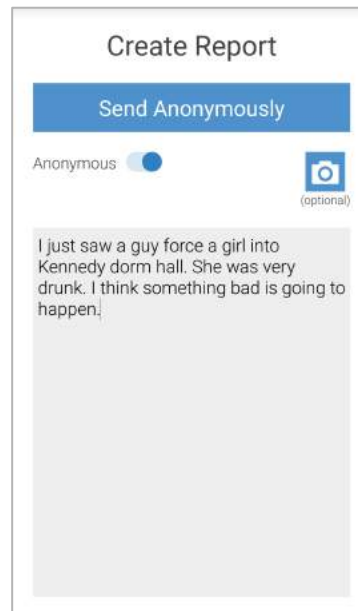 Create Report
Send Anonymously
Anonymous
(optional)
I just saw a guy force a girl into
Kennedy dorm hall. She was very
drunk. I think something bad is going to
happen.